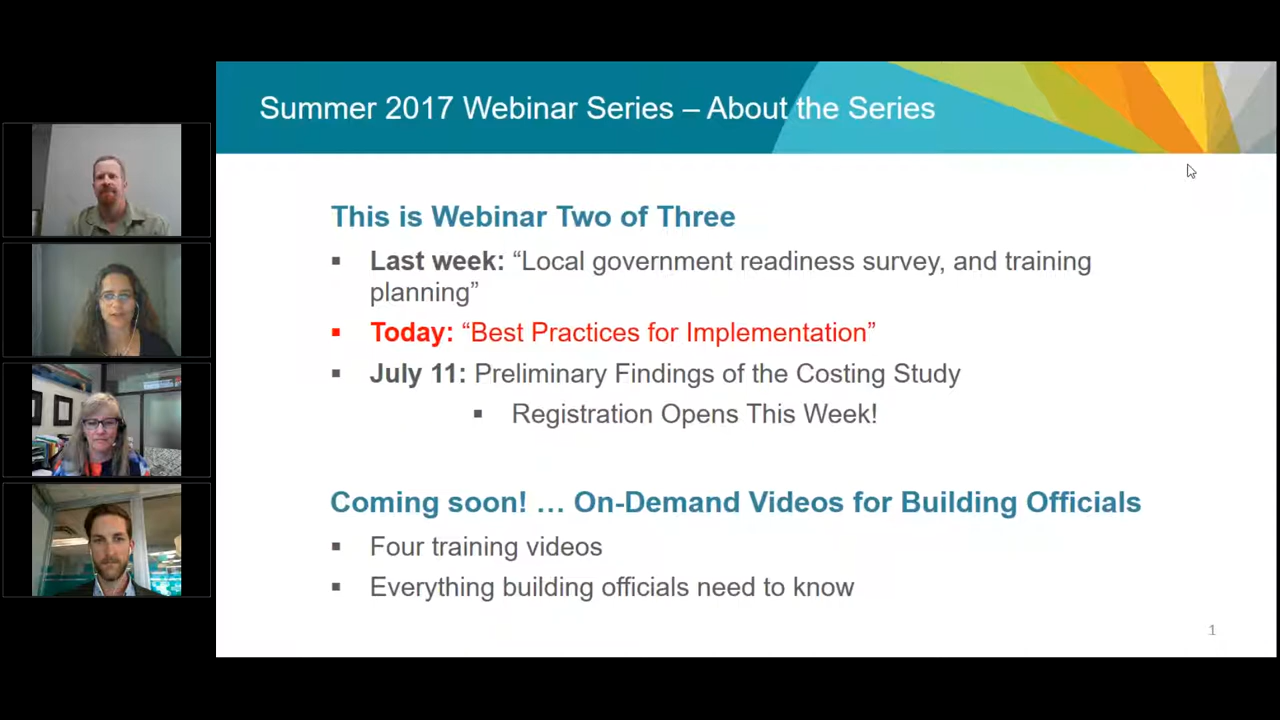 Summer 2017 Webinar Series – About the Series
This is Webinar Two of Three
▪ Last week: “Local government readiness survey, and training
planning”
▪ Today: “Best Practices for Implementation”
▪ July 11: Preliminary Findings of the Costing Study
▪ Registration Opens This Week!
Coming soon! … On-Demand Videos for Building Officials
▪ Four training videos
▪ Everything building officials need to know
1